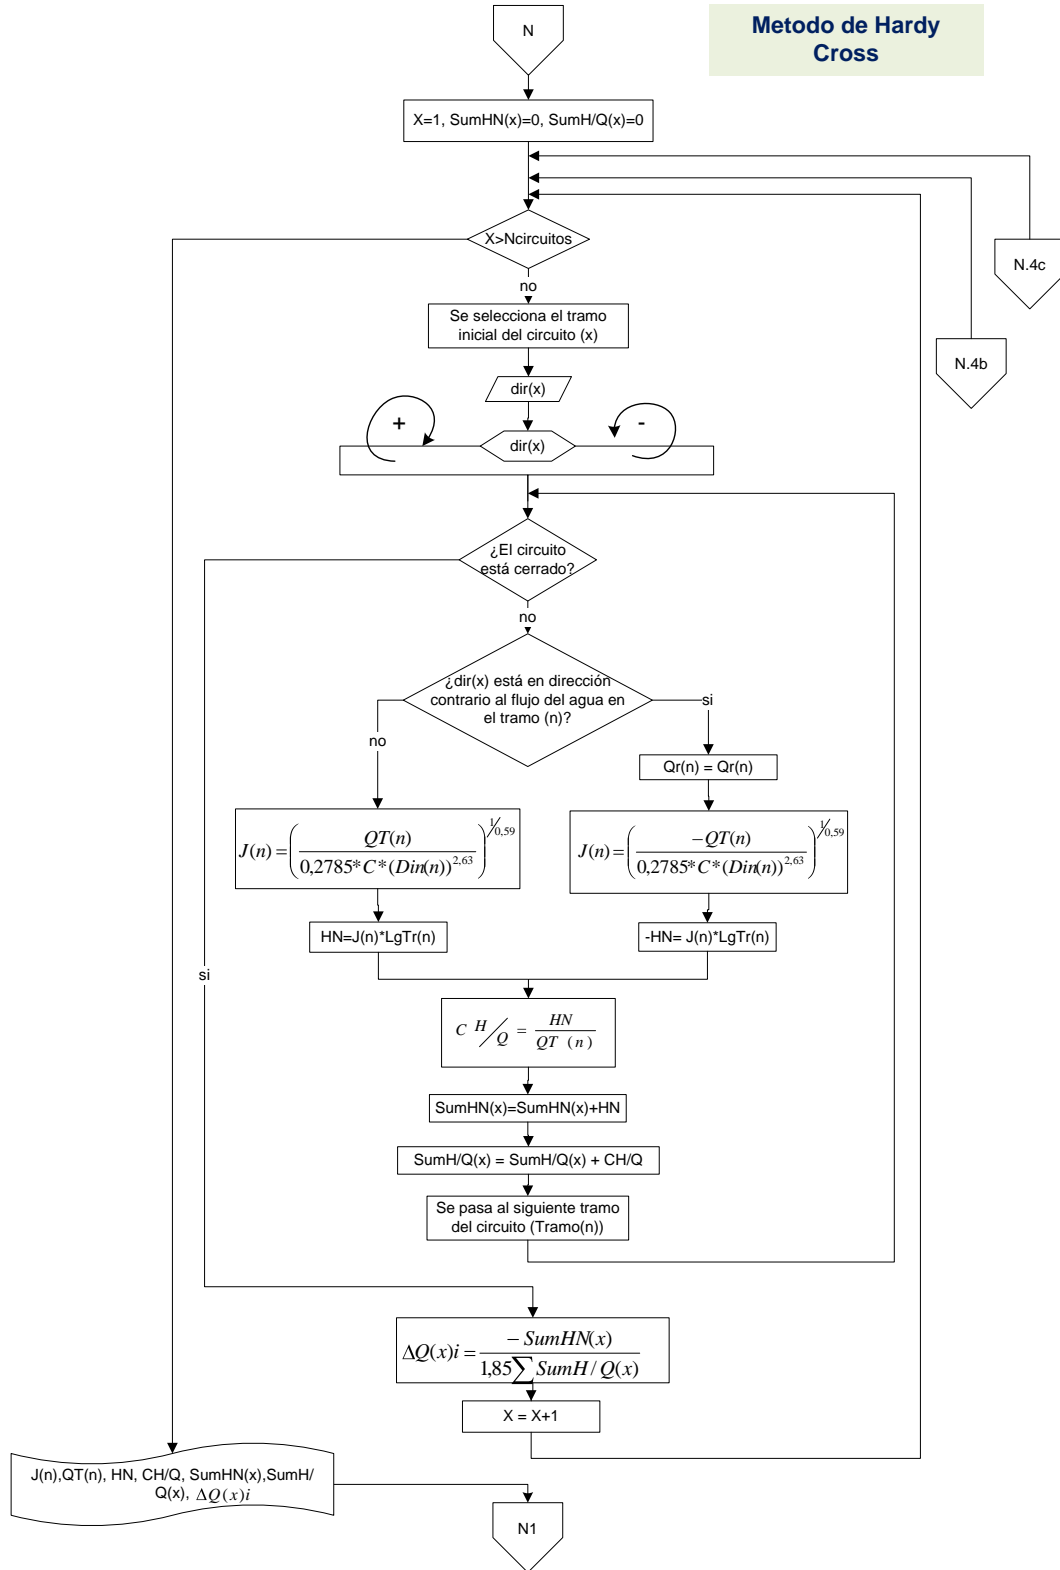 N
Metodo de Hardy
Cross
X=1, SumHN(x)=0, SumH/Q(x)=0
X>Ncircuitos
N.4c
no
Se selecciona el tramo
inicial del circuito (x)
N.4b
dir(x)
+
dir(x)
-
¿El circuito
está cerrado?
no
¿dir(x) está en dirección
contrario al flujo del agua en
el tramo (n)?
si
no
Qr(n) = Qr(n)
J(n) = (QT(n) / 0,2785*C*(Din(n))^2,63)^1/0,59
J(n) = (-QT(n) / 0,2785*C*(Din(n))^2,63)^1/0,59
HN=J(n)*LgTr(n)
-HN= J(n)*LgTr(n)
si
C H/Q = HN / QT (n)
SumHN(x)=SumHN(x)+HN
SumH/Q(x) = SumH/Q(x) + CH/Q
Se pasa al siguiente tramo
del circuito (Tramo(n))
ΔQ(x)i = - SumHN(x) / 1,85∑ SumH / Q(x)
X = X+1
J(n),QT(n), HN, CH/Q, SumHN(x),SumH/
Q(x), ΔQ(x)i
N1